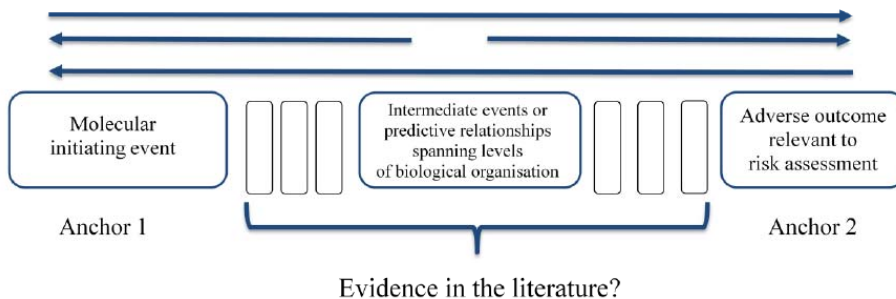 Molecular
initiating event
Intermediate events or
predictive relationships
spanning levels
of biological organisation
Adverse outcome
relevant to
risk assessment
Anchor 1
Anchor 2
Evidence in the literature?